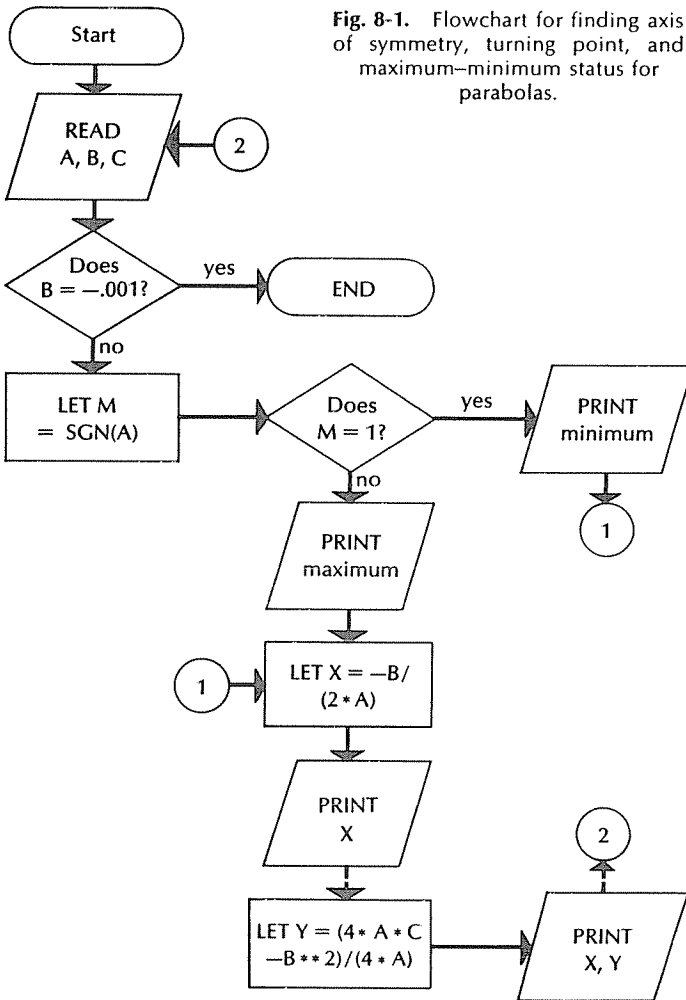 Start
Fig. 8-1. Flowchart for finding axis
of symmetry, turning point, and
maximum–minimum status for
parabolas.
READ
A, B, C
2
Does
B = —.001?
yes
END
no
LET M
= SGN(A)
Does
M = 1?
yes
PRINT
minimum
no
1
PRINT
maximum
1
LET X = —B/
(2 * A)
PRINT
X
2
LET Y = (4 * A * C
—B * * 2)/(4 * A)
PRINT
X, Y